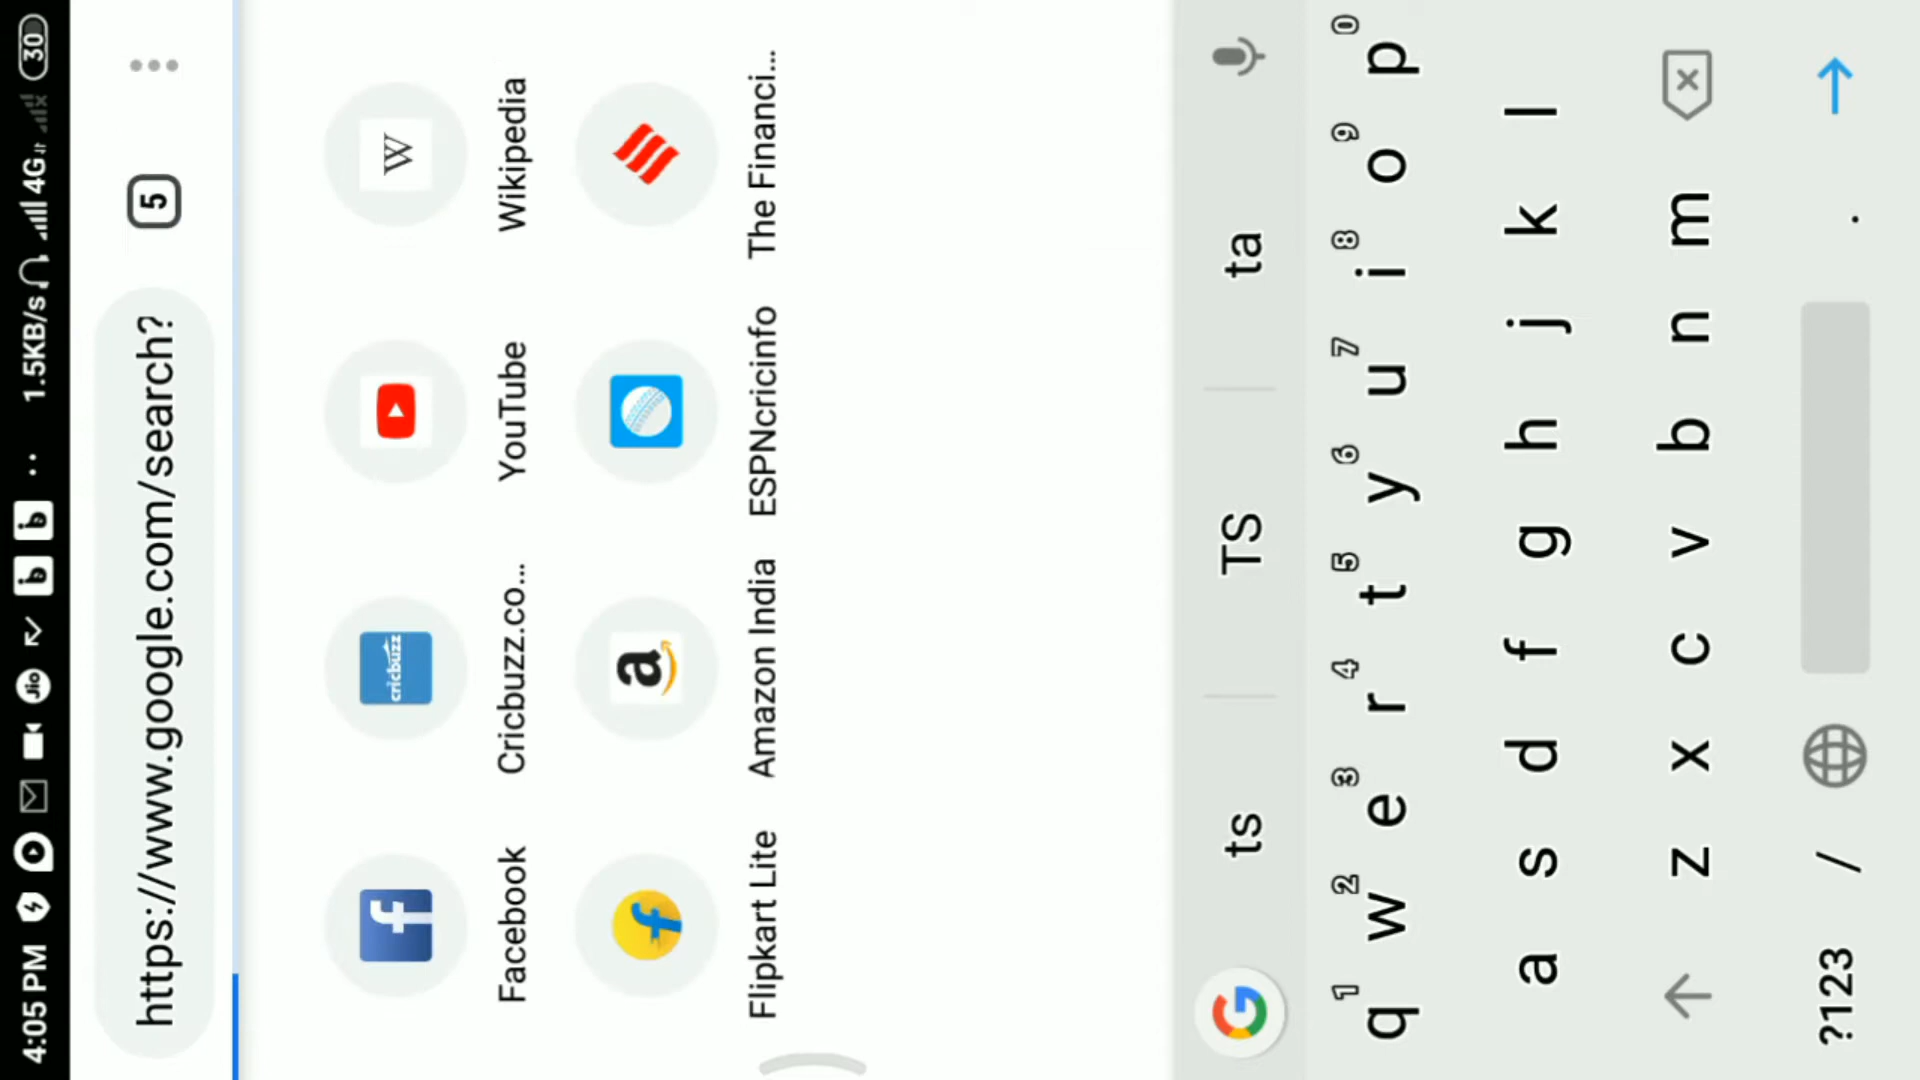 4:05 PM Jio 1.5KB/s 4G 30
https://www.google.com/search? 5
f cricbuzz W
Facebook Cricbuzz.co... YouTube Wikipedia
f a
Flipkart Lite Amazon India ESPNcricinfo The Financi...
G ts TS ta
1 2 3 4 5 6 7 8 9 0
q w e r t y u i o p
a s d f g h j k l
z x c v b n m
?123 / .